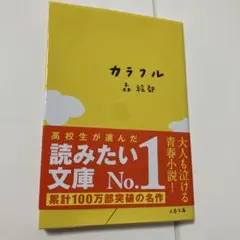 カラフル
森 絵都
高校生が選んだ
読みたい
文庫 No.1
累計100万部突破の名作
大人も泣ける
青春小説!
文春文庫